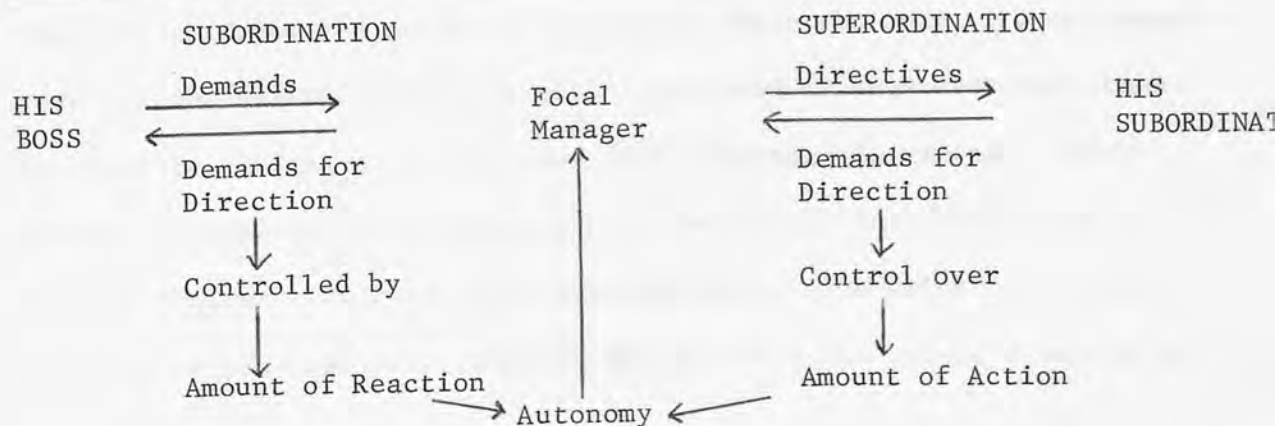 SUBORDINATION
SUPERORDINATION
Demands
Directives
HIS
BOSS
Focal
Manager
HIS
SUBORDINAT
Demands for
Direction
Demands for
Direction
Controlled by
Control over
Amount of Reaction
Amount of Action
Autonomy